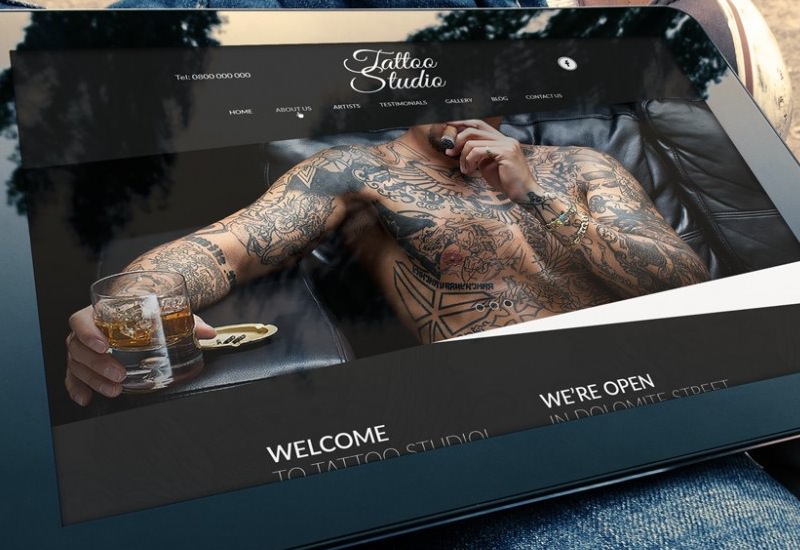 Tattoo
Studio
Tel: 0800 000 000
HOME ABOUT US ARTISTS TESTIMONIALS GALLERY BLOG CONTACT US
WE'RE OPEN
IN DOLOMITE STREET
WELCOME
TO TATTOO STUDIO!